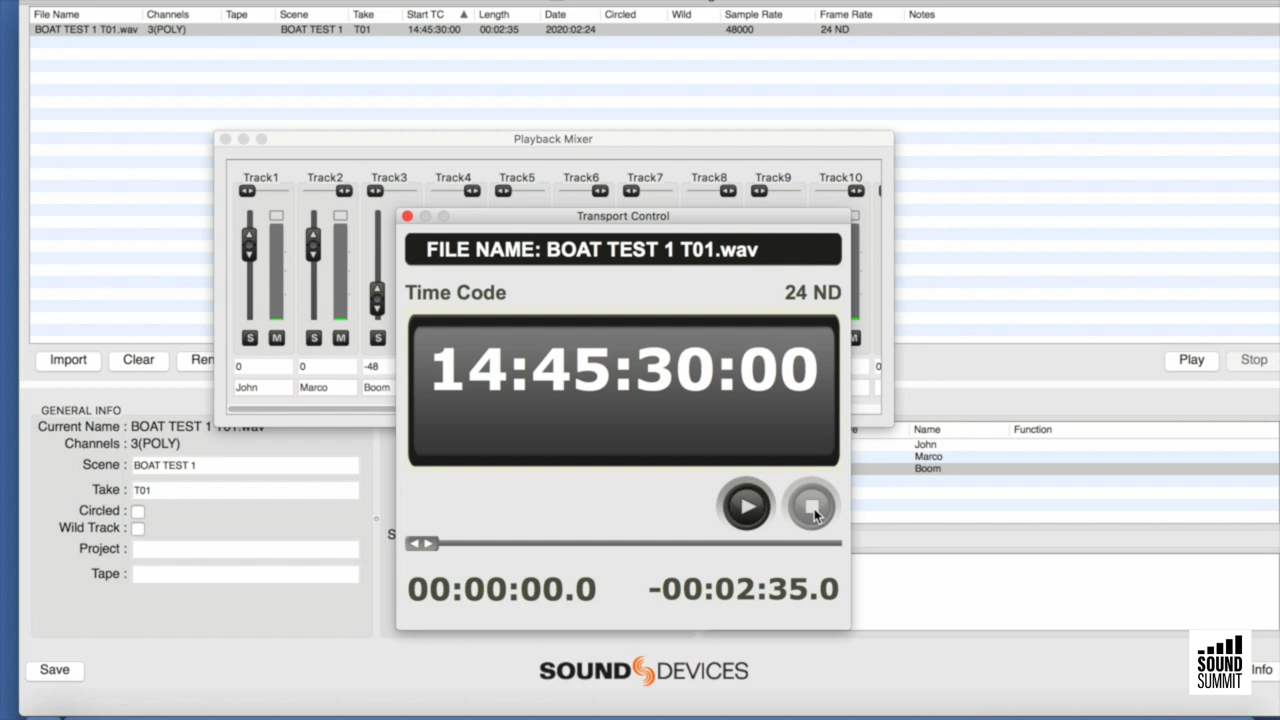 File Name Channels Tape Scene Take Start TC Length Date Circled Wild Sample Rate Frame Rate Notes
BOAT TEST 1 T01.wav 3(POLY) BOAT TEST 1 T01 14:45:30:00 00:02:35 2020:02:24 48000 24 ND
Playback Mixer
Track1 Track2 Track3 Track4 Track5 Track6 Track7 Track8 Track9 Track10
Transport Control
FILE NAME: BOAT TEST 1 T01.wav
Time Code 24 ND
14:45:30:00
S M S M S M
Import Clear Ren Play Stop
0 0 -48 0
John Marco Boom
GENERAL INFO
Current Name : BOAT TEST 1 T01.wav
Channels : 3(POLY)
Scene : BOAT TEST 1
Take : T01
Circled :
Wild Track :
Project :
Tape :
Name Function
John
Marco
Boom
S
00:00:00.0 -00:02:35.0
Save
SOUND DEVICES
Info
SOUND
SUMMIT